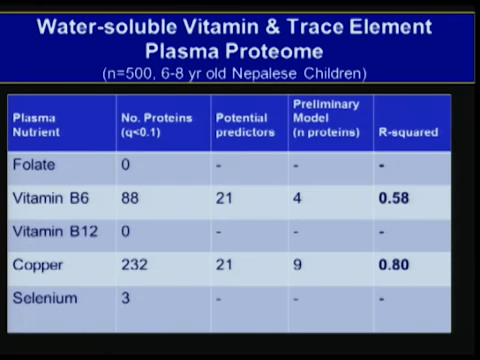 Water-soluble Vitamin & Trace Element
Plasma Proteome
(n=500, 6-8 yr old Nepalese Children)
Plasma Nutrient | No. Proteins (q<0.1) | Potential predictors | Preliminary Model (n proteins) | R-squared
Folate 0 - - -
Vitamin B6 88 21 4 0.58
Vitamin B12 0 - - -
Copper 232 21 9 0.80
Selenium 3 - - -